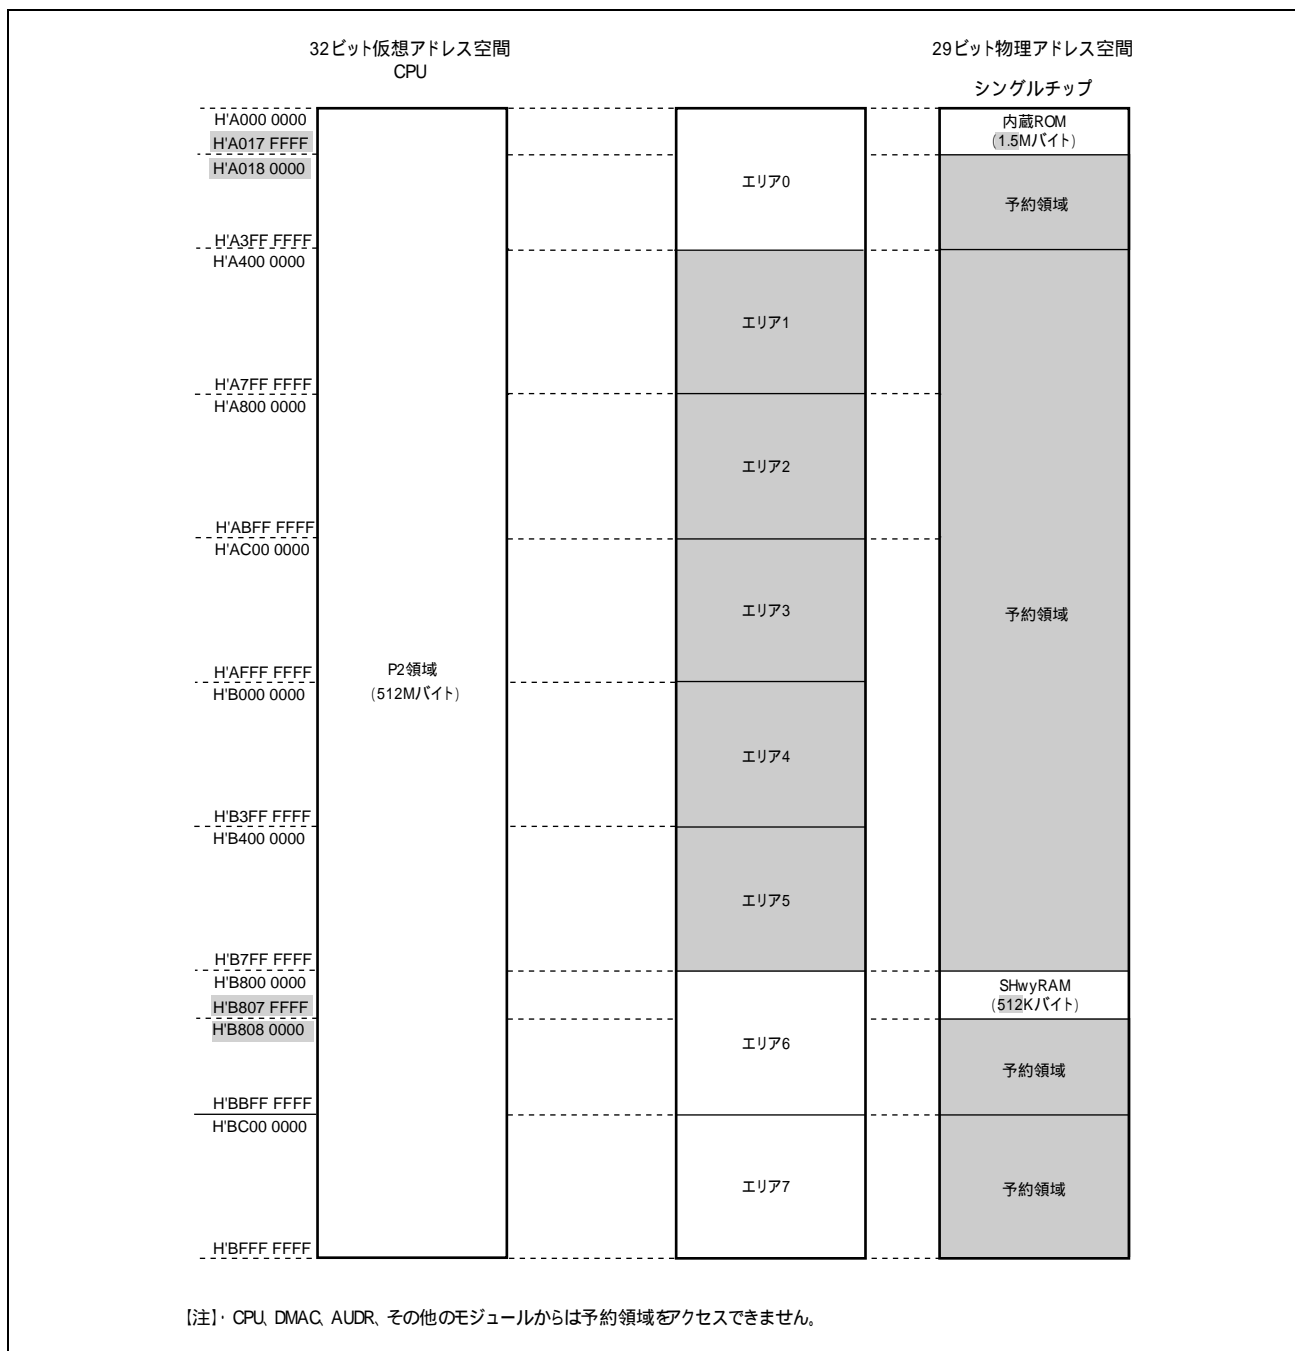 32ビット仮想アドレス空間
CPU
29ビット物理アドレス空間
シングルチップ
H'A000 0000
H'A017 FFFF
H'A018 0000
H'A3FF FFFF
H'A400 0000
H'A7FF FFFF
H'A800 0000
H'ABFF FFFF
H'AC00 0000
H'AFFF FFFF
H'B000 0000
H'B3FF FFFF
H'B400 0000
H'B7FF FFFF
H'B800 0000
H'B807 FFFF
H'B808 0000
H'BBFF FFFF
H'BC00 0000
H'BFFF FFFF
P2領域
(512Mバイト)
エリア0
エリア1
エリア2
エリア3
エリア4
エリア5
エリア6
エリア7
内蔵ROM
(1.5Mバイト)
予約領域
予約領域
SHwyRAM
(512Kバイト)
予約領域
予約領域
【注】・ CPU、DMAC、AUDR、その他のモジュールからは予約領域をアクセスできません。